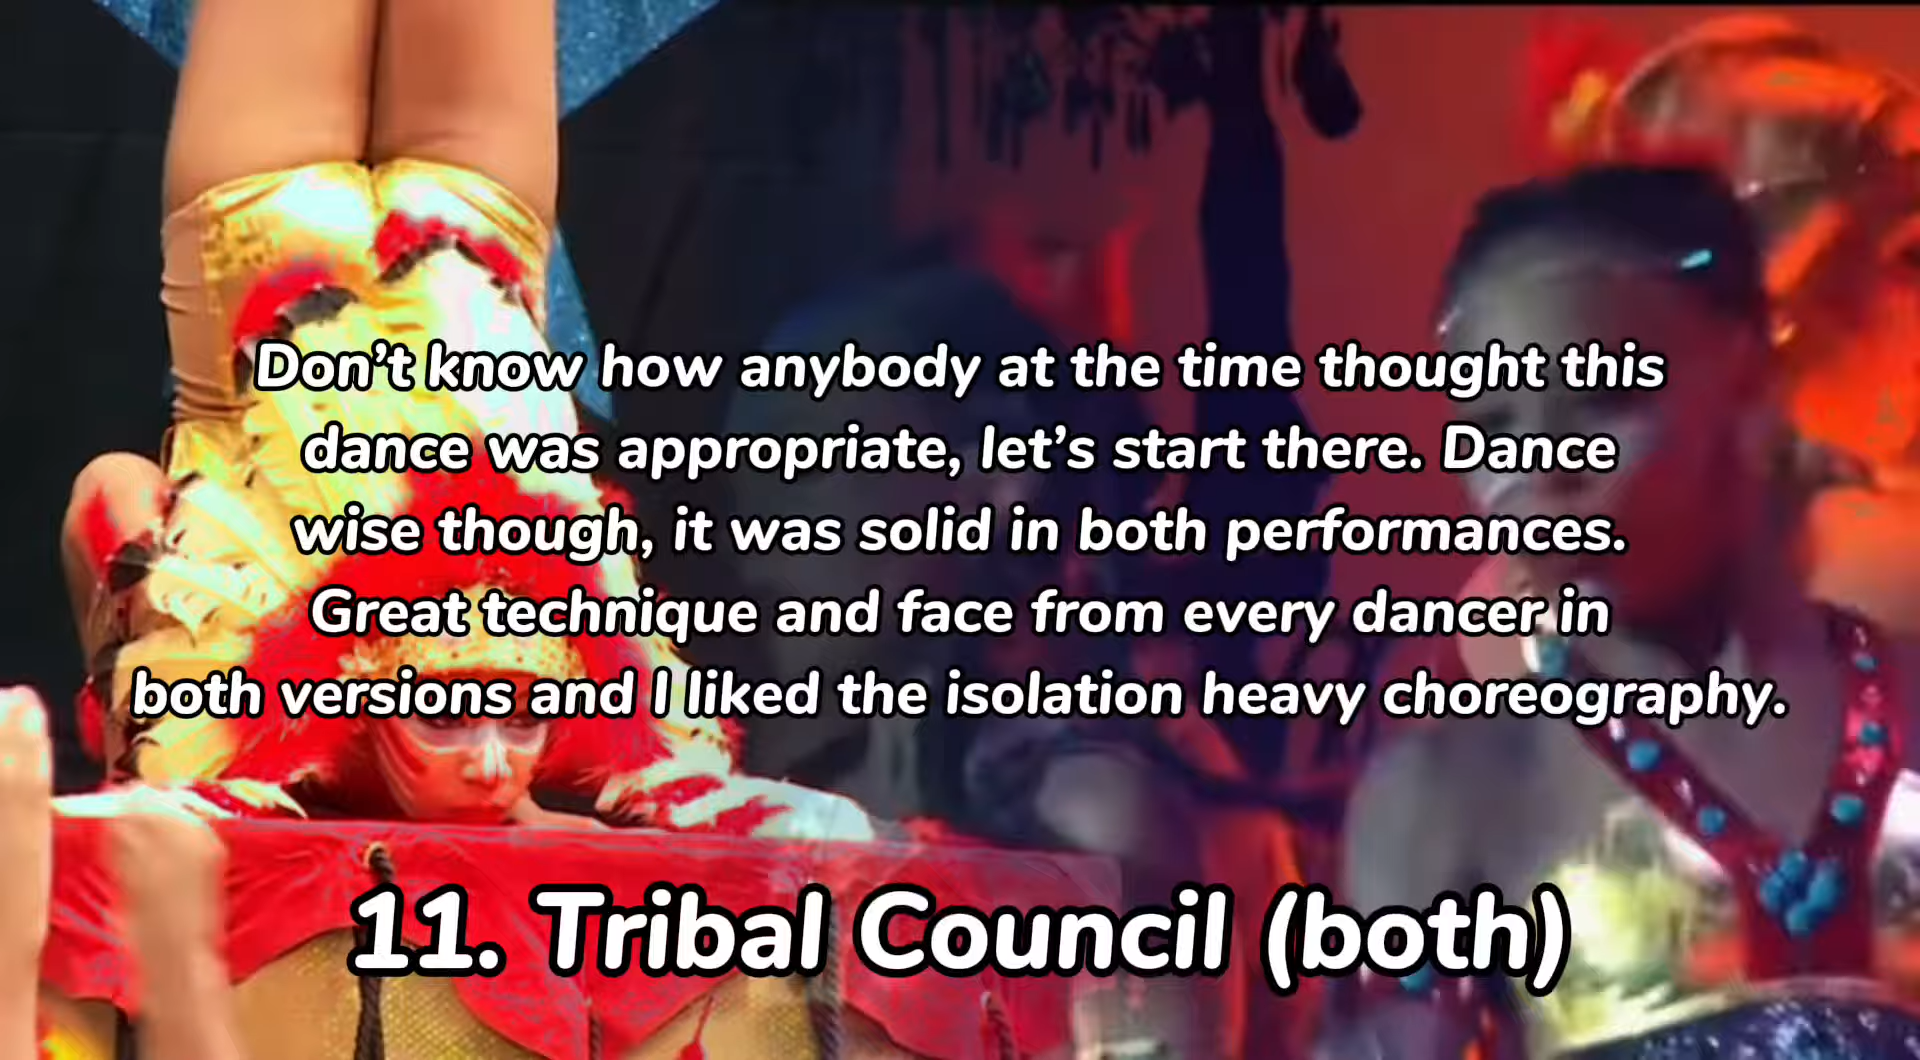 Don’t know how anybody at the time thought this
dance was appropriate, let’s start there. Dance
wise though, it was solid in both performances.
Great technique and face from every dancer in
both versions and I liked the isolation heavy choreography.
11. Tribal Council (both)